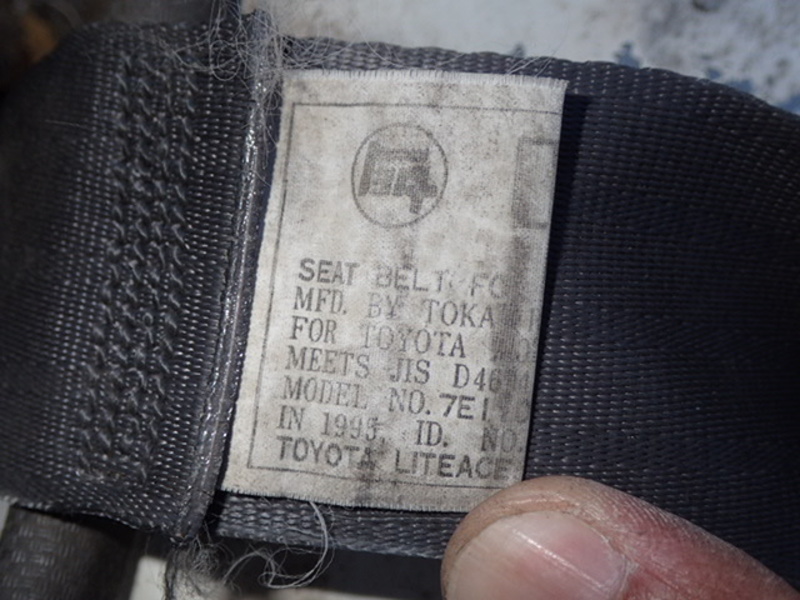 SEAT BELT FO
MFD. BY TOKA
FOR TOYOTA
MEETS JIS D46
MODEL NO. 7E1
IN 1995, ID. NO.
TOYOTA LITEACE